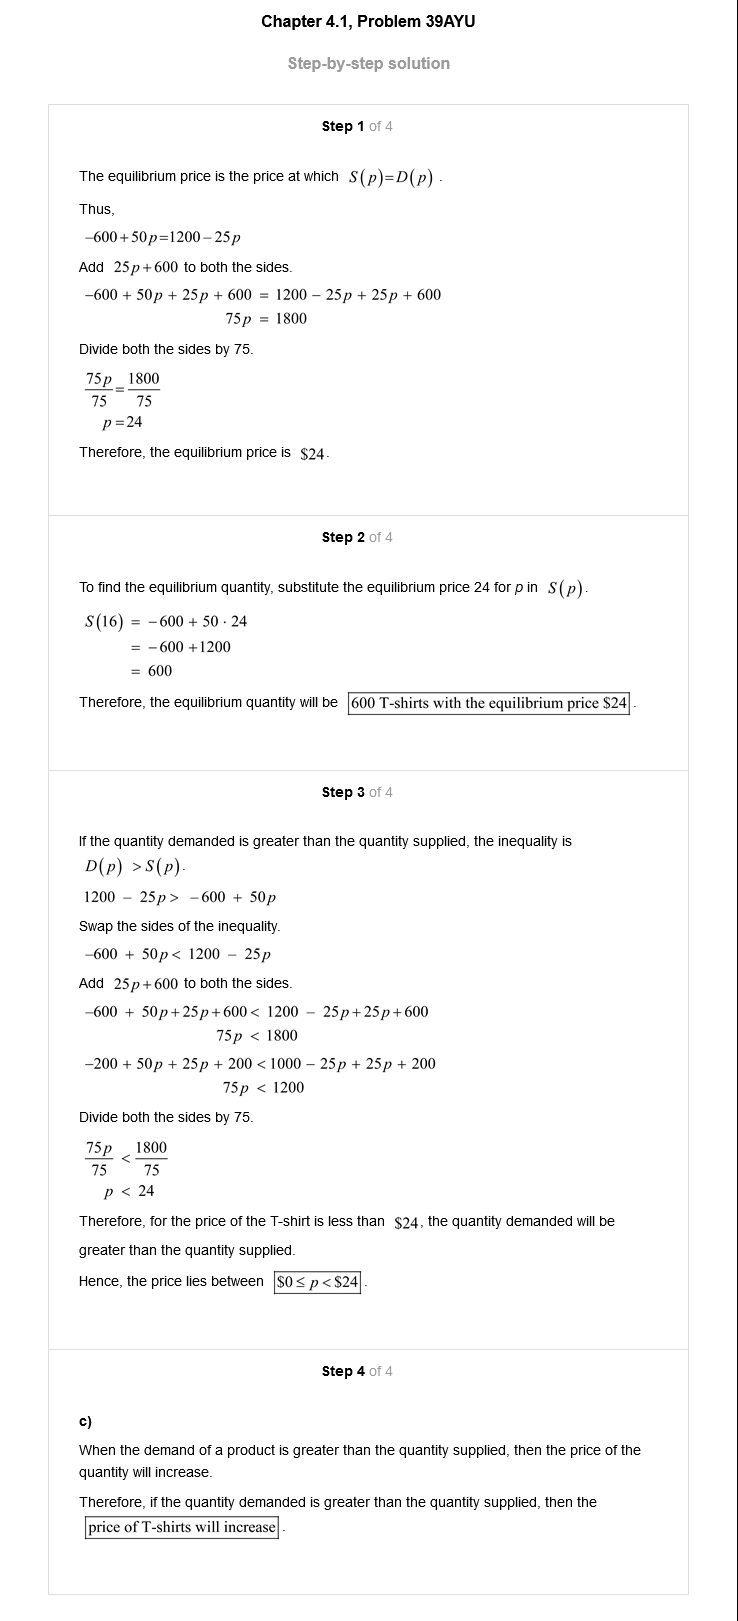 Chapter 4.1, Problem 39AYU
Step-by-step solution
Step 1 of 4
The equilibrium price is the price at which S(p)=D(p) .
Thus,
−600+50p=1200−25p
Add 25p+600 to both the sides.
−600 + 50p + 25p + 600 = 1200 − 25p + 25p + 600
75p = 1800
Divide both the sides by 75.
75p/75 = 1800/75
p=24
Therefore, the equilibrium price is $24.
Step 2 of 4
To find the equilibrium quantity, substitute the equilibrium price 24 for p in S(p).
S(16) = −600 + 50 · 24
= −600 +1200
= 600
Therefore, the equilibrium quantity will be 600 T-shirts with the equilibrium price $24 .
Step 3 of 4
If the quantity demanded is greater than the quantity supplied, the inequality is
D(p) >S(p).
1200 − 25p> −600 + 50p
Swap the sides of the inequality.
−600 + 50p< 1200 − 25p
Add 25p+600 to both the sides.
−600 + 50p+25p+600< 1200 − 25p+25p+600
75p < 1800
−200 + 50p + 25p + 200 <1000 − 25p + 25p + 200
75p < 1200
Divide both the sides by 75.
75p/75 < 1800/75
p < 24
Therefore, for the price of the T-shirt is less than $24, the quantity demanded will be
greater than the quantity supplied.
Hence, the price lies between $0≤p<$24 .
Step 4 of 4
c)
When the demand of a product is greater than the quantity supplied, then the price of the
quantity will increase.
Therefore, if the quantity demanded is greater than the quantity supplied, then the
price of T-shirts will increase .